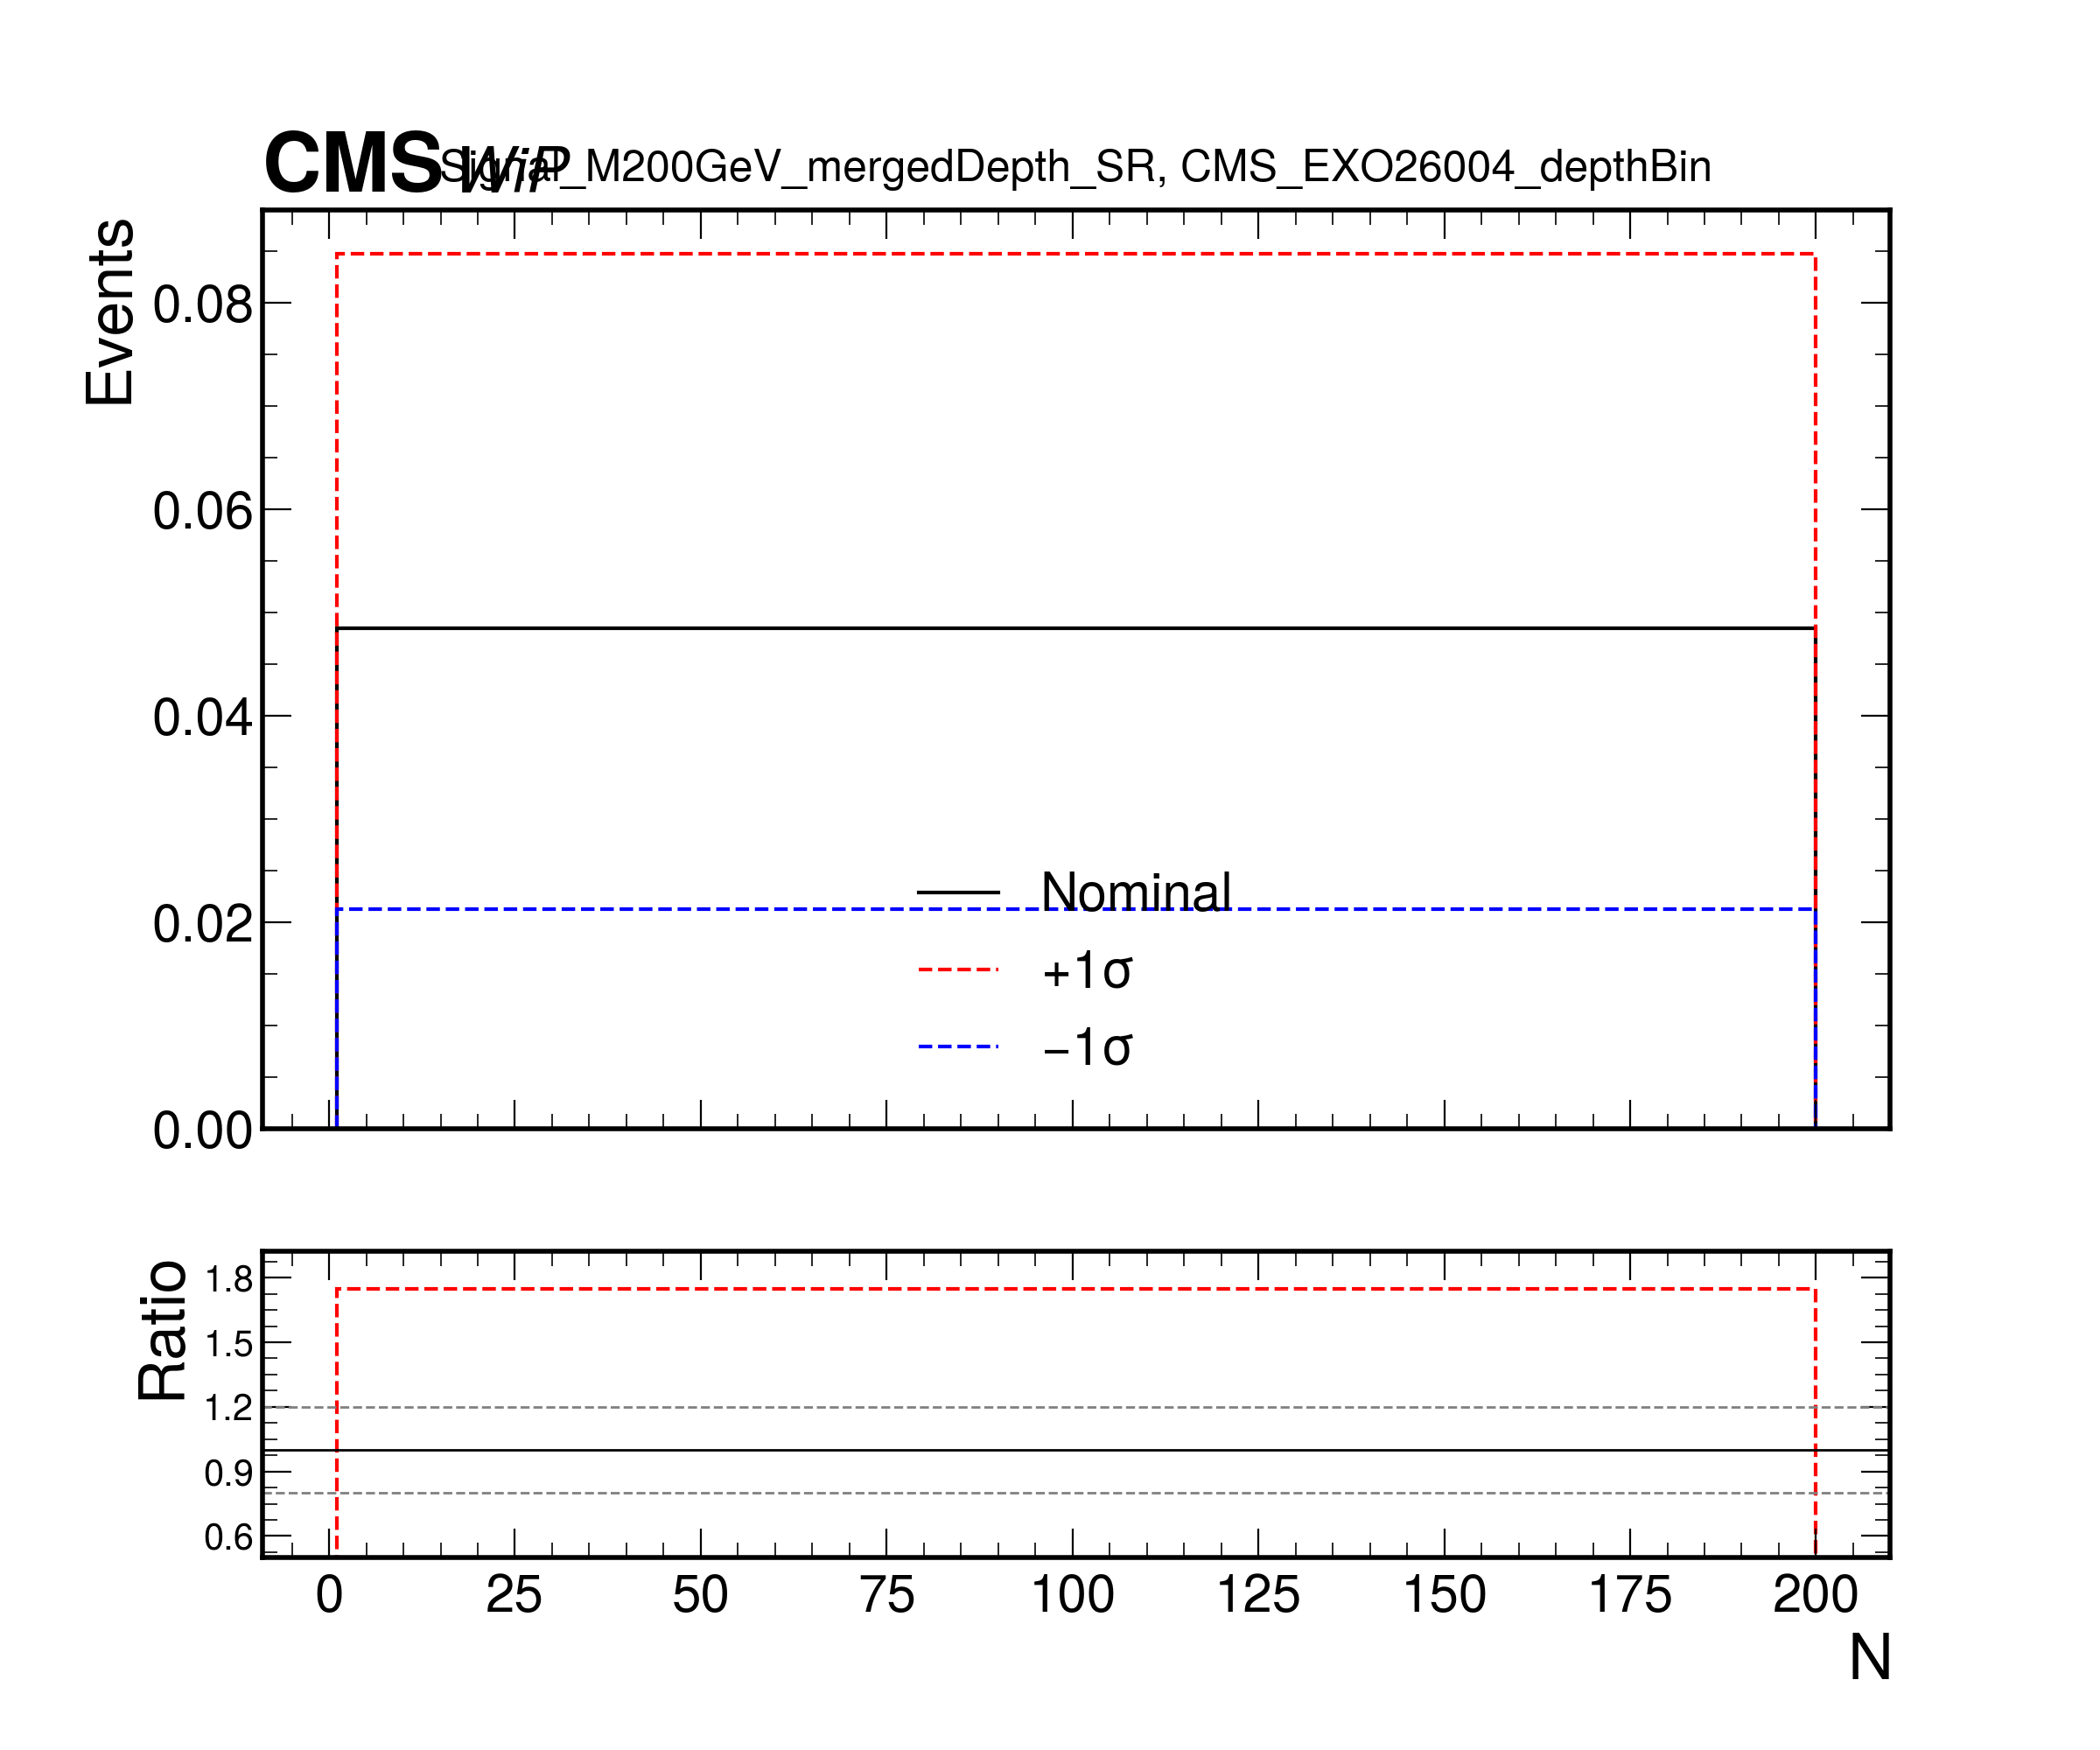 CMS WiP
Signal_M200GeV_mergedDepth_SR, CMS_EXO26004_depthBin
Events
0.08
0.06
0.04
0.02
0.00
Nominal
+1σ
−1σ
Ratio
1.8
1.5
1.2
0.9
0.6
0 25 50 75 100 125 150 175 200
N